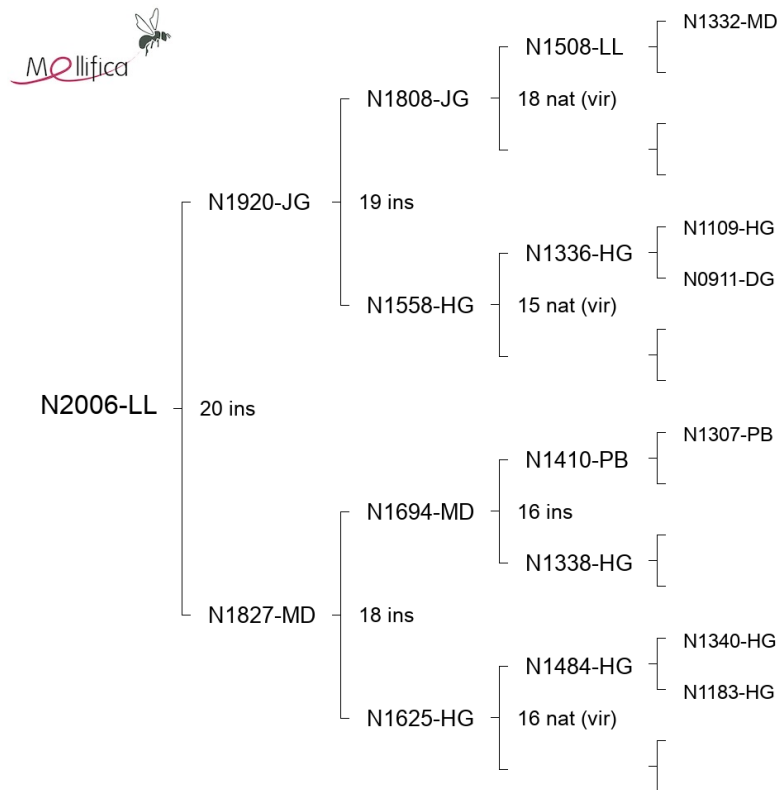 Mellifica
N1332-MD
N1508-LL
N1808-JG
18 nat (vir)
N1920-JG
19 ins
N1109-HG
N1336-HG
N0911-DG
N1558-HG
15 nat (vir)
N2006-LL
20 ins
N1307-PB
N1410-PB
N1694-MD
16 ins
N1338-HG
N1827-MD
18 ins
N1340-HG
N1484-HG
N1183-HG
N1625-HG
16 nat (vir)